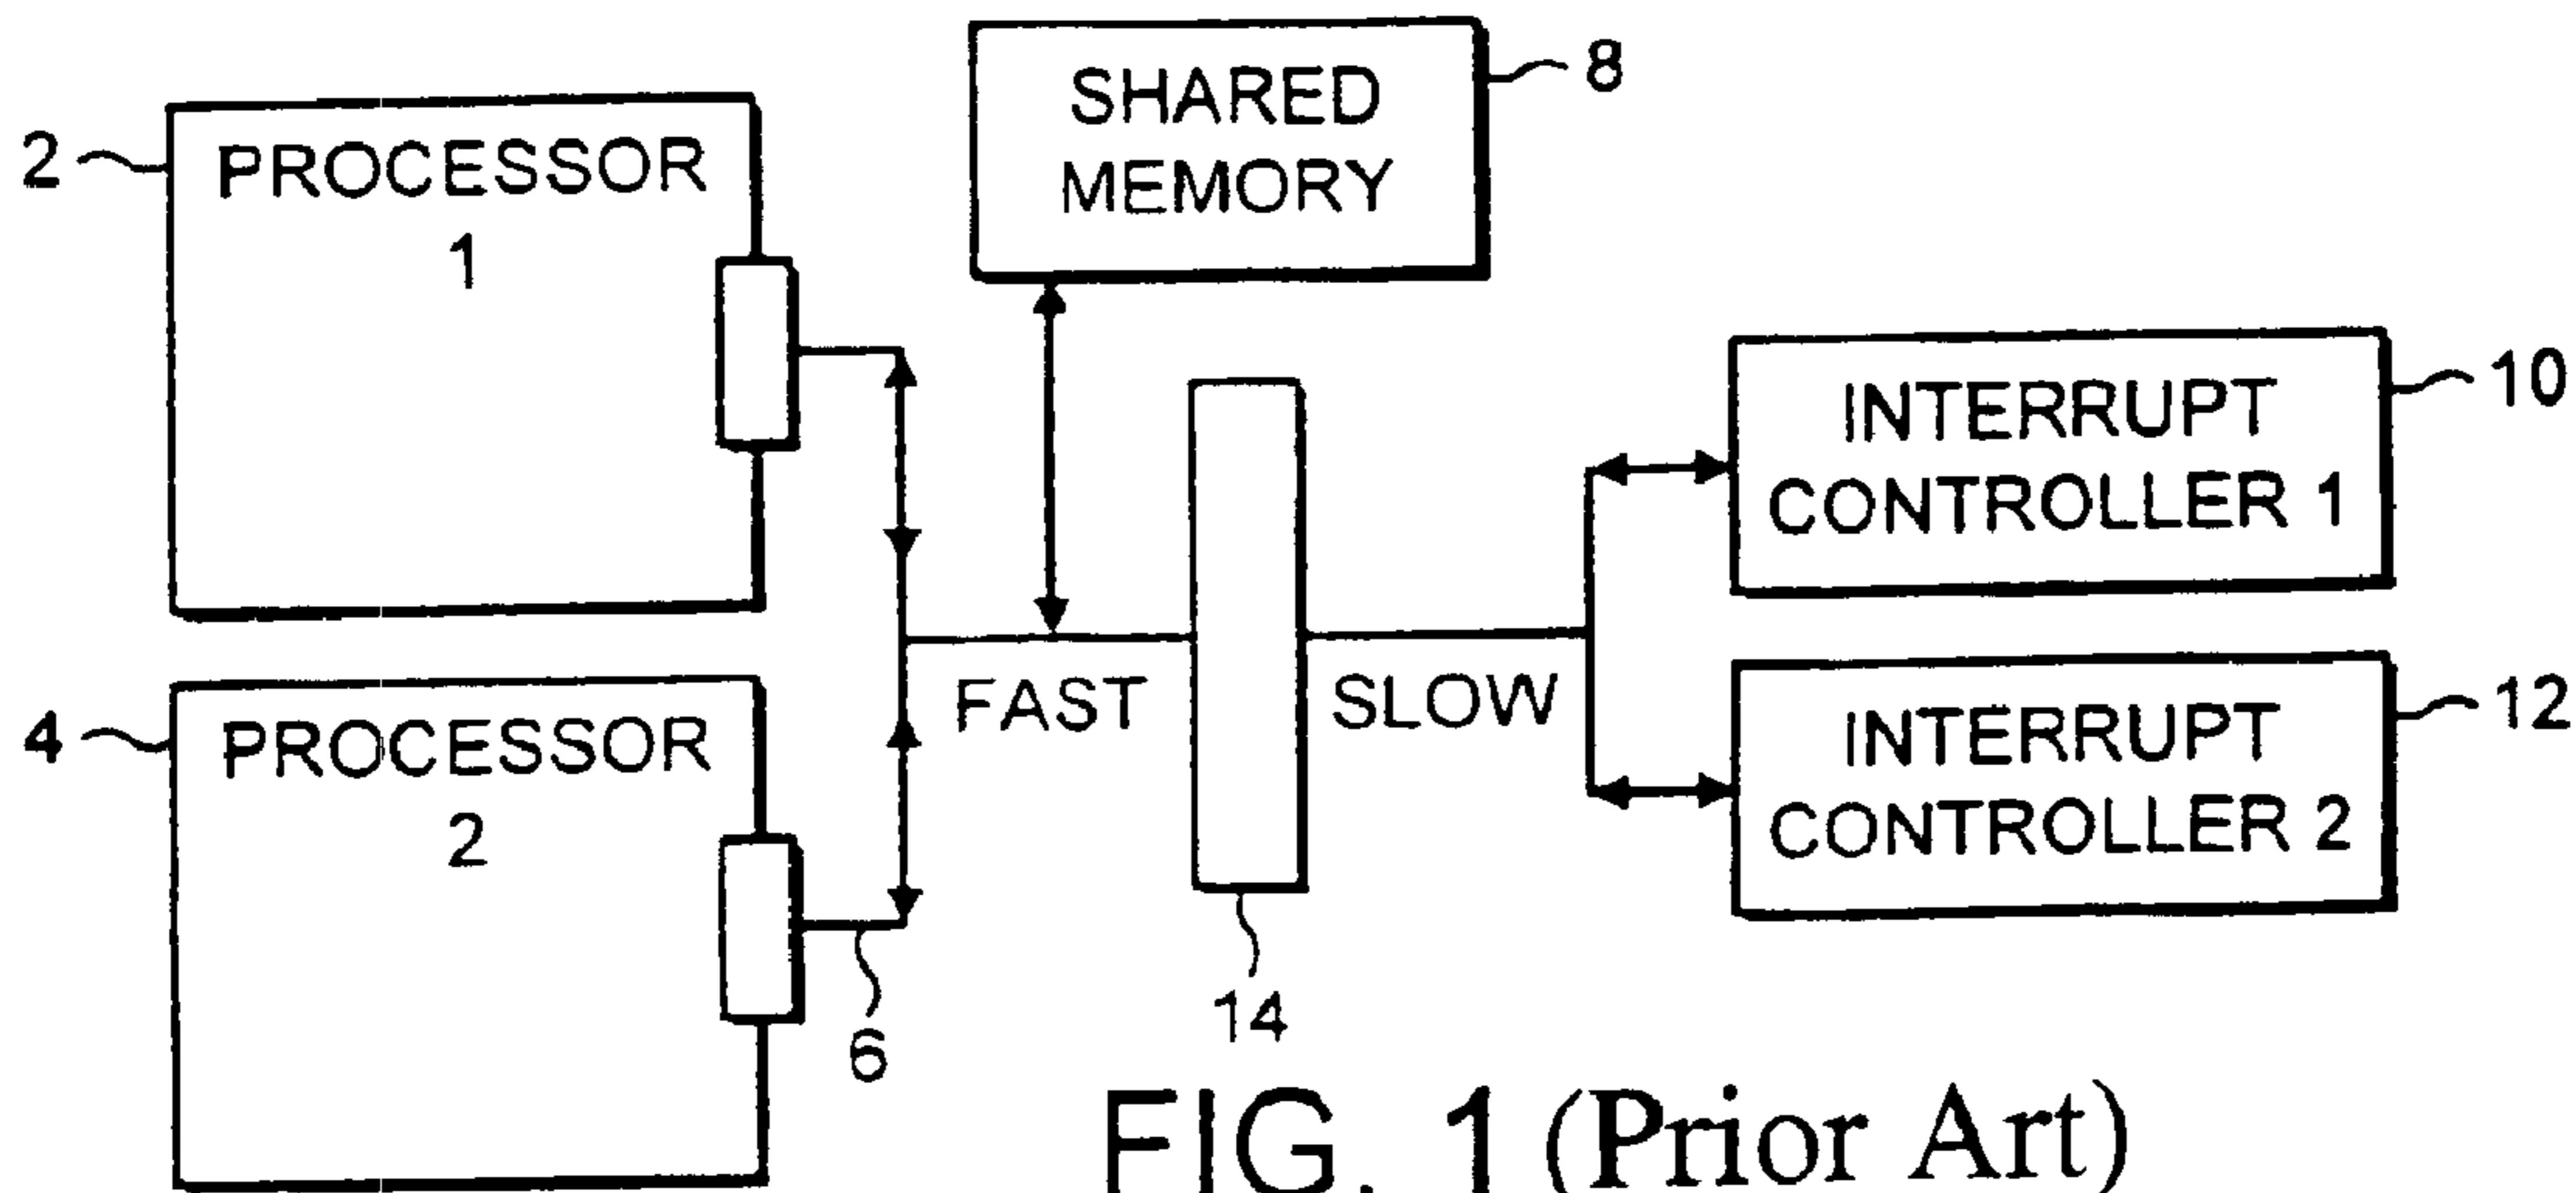 SHARED
MEMORY
8
2
PROCESSOR
1
INTERRUPT
CONTROLLER 1
10
FAST
SLOW
4
PROCESSOR
2
INTERRUPT
CONTROLLER 2
12
6
14
FIG. 1 (Prior Art)